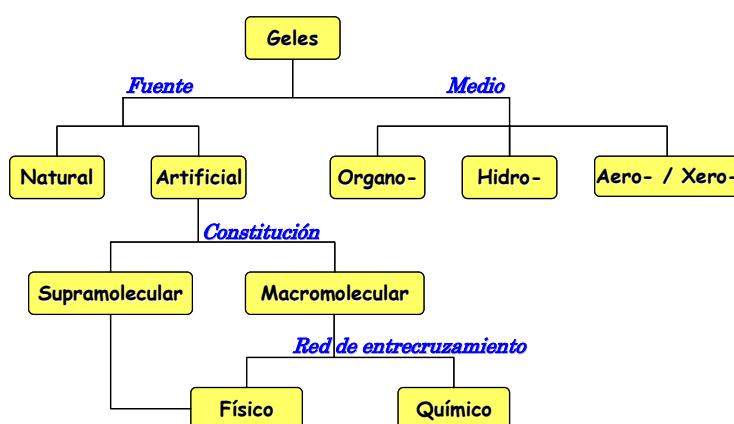 Geles
Fuente
Medio
Natural
Artificial
Organo-
Hidro-
Aero- / Xero-
Constitución
Supramolecular
Macromolecular
Red de entrecruzamiento
Físico
Químico